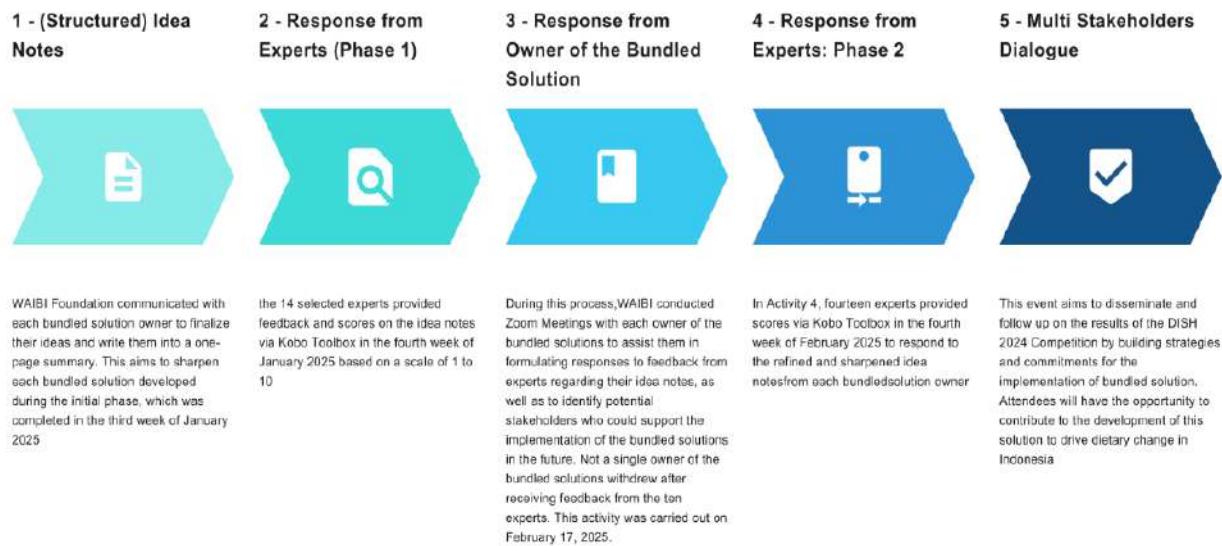 1 - (Structured) Idea
Notes
2 - Response from
Experts (Phase 1)
3 - Response from
Owner of the Bundled
Solution
4 - Response from
Experts: Phase 2
5 - Multi Stakeholders
Dialogue
WAIBI Foundation communicated with
each bundled solution owner to finalize
their ideas and write them into a one-
page summary. This aims to sharpen
each bundled solution developed
during the initial phase, which was
completed in the third week of January
2025
the 14 selected experts provided
feedback and scores on the idea notes
via Kobo Toolbox in the fourth week of
January 2025 based on a scale of 1 to
10
During this process,WAIBI conducted
Zoom Meetings with each owner of the
bundled solutions to assist them in
formulating responses to feedback from
experts regarding their idea notes, as
well as to identify potential
stakeholders who could support the
implementation of the bundled solutions
in the future. Not a single owner of the
bundled solutions withdrew after
receiving feedback from the ten
experts. This activity was carried out on
February 17, 2025.
In Activity 4, fourteen experts provided
scores via Kobo Toolbox in the fourth
week of February 2025 to respond to
the refined and sharpened idea
notesfrom each bundledsolution owner
This event aims to disseminate and
follow up on the results of the DISH
2024 Competition by building strategies
and commitments for the
implementation of bundled solution.
Attendees will have the opportunity to
contribute to the development of this
solution to drive dietary change in
Indonesia